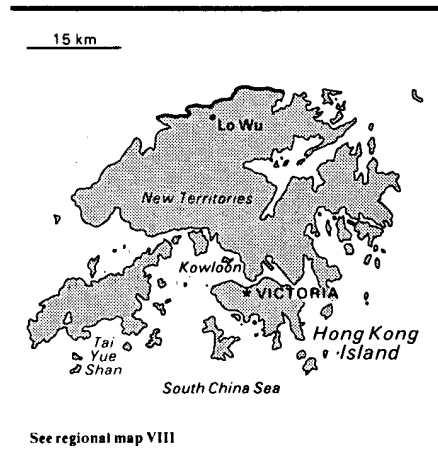 15 km
Lo Wu
New Territories
Kowloon
VICTORIA
Hong Kong
Island
Tai
Yue
Shan
South China Sea
See regional map VIII